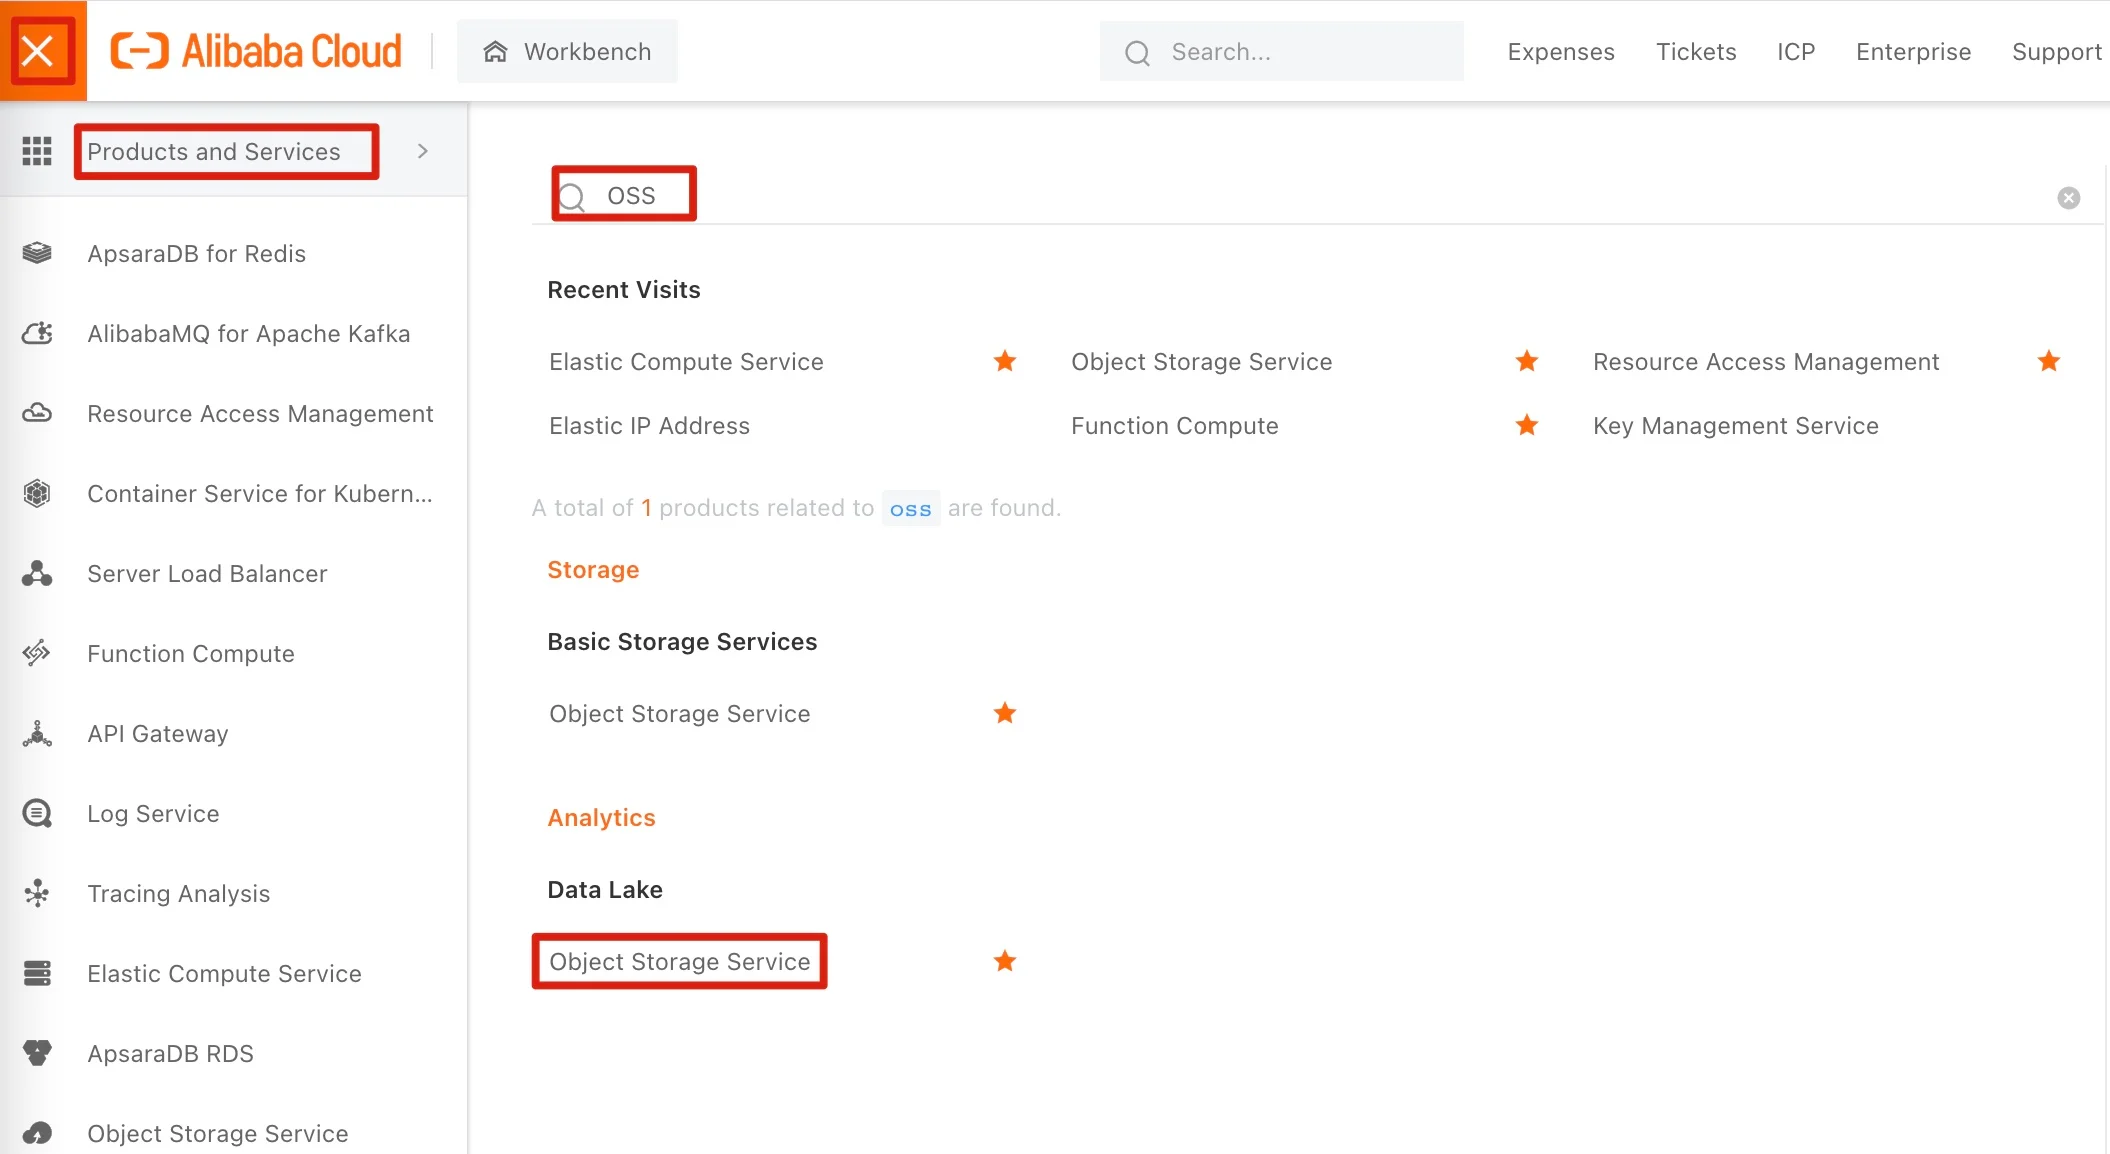 Alibaba Cloud
Workbench
Search...
Expenses
Tickets
ICP
Enterprise
Support
Products and Services
ApsaraDB for Redis
AlibabaMQ for Apache Kafka
Resource Access Management
Container Service for Kubern...
Server Load Balancer
Function Compute
API Gateway
Log Service
Tracing Analysis
Elastic Compute Service
ApsaraDB RDS
Object Storage Service
OSS
Recent Visits
Elastic Compute Service
Object Storage Service
Resource Access Management
Elastic IP Address
Function Compute
Key Management Service
A total of 1 products related to oss are found.
Storage
Basic Storage Services
Object Storage Service
Analytics
Data Lake
Object Storage Service